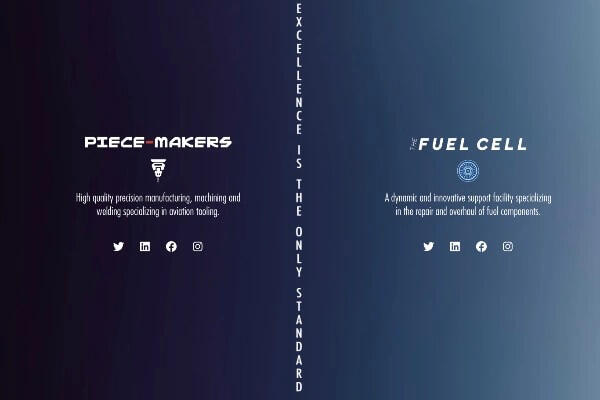 PIECE-MAKERS
High quality precision manufacturing, machining and
welding specializing in aviation tooling.
EXCELLENCE IS THE ONLY STANDARD
THE FUEL CELL
A dynamic and innovative support facility specializing
in the repair and overhaul of fuel components.